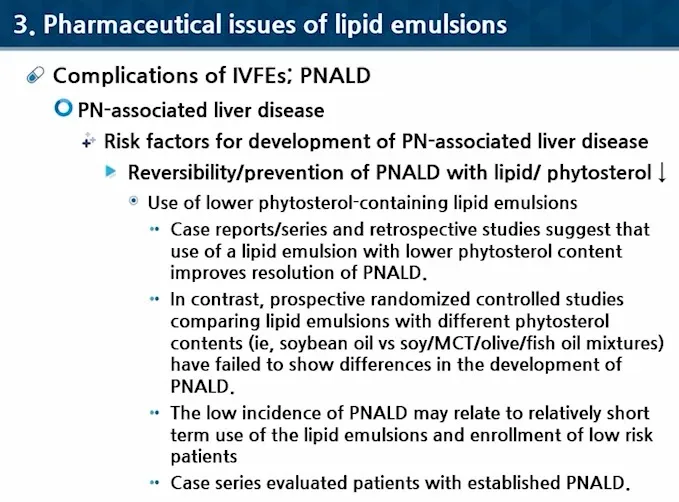 3. Pharmaceutical issues of lipid emulsions
Complications of IVFEs; PNALD
PN-associated liver disease
Risk factors for development of PN-associated liver disease
Reversibility/prevention of PNALD with lipid/ phytosterol ↓
Use of lower phytosterol-containing lipid emulsions
Case reports/series and retrospective studies suggest that
use of a lipid emulsion with lower phytosterol content
improves resolution of PNALD.
In contrast, prospective randomized controlled studies
comparing lipid emulsions with different phytosterol
contents (ie, soybean oil vs soy/MCT/olive/fish oil mixtures)
have failed to show differences in the development of
PNALD.
The low incidence of PNALD may relate to relatively short
term use of the lipid emulsions and enrollment of low risk
patients
Case series evaluated patients with established PNALD.